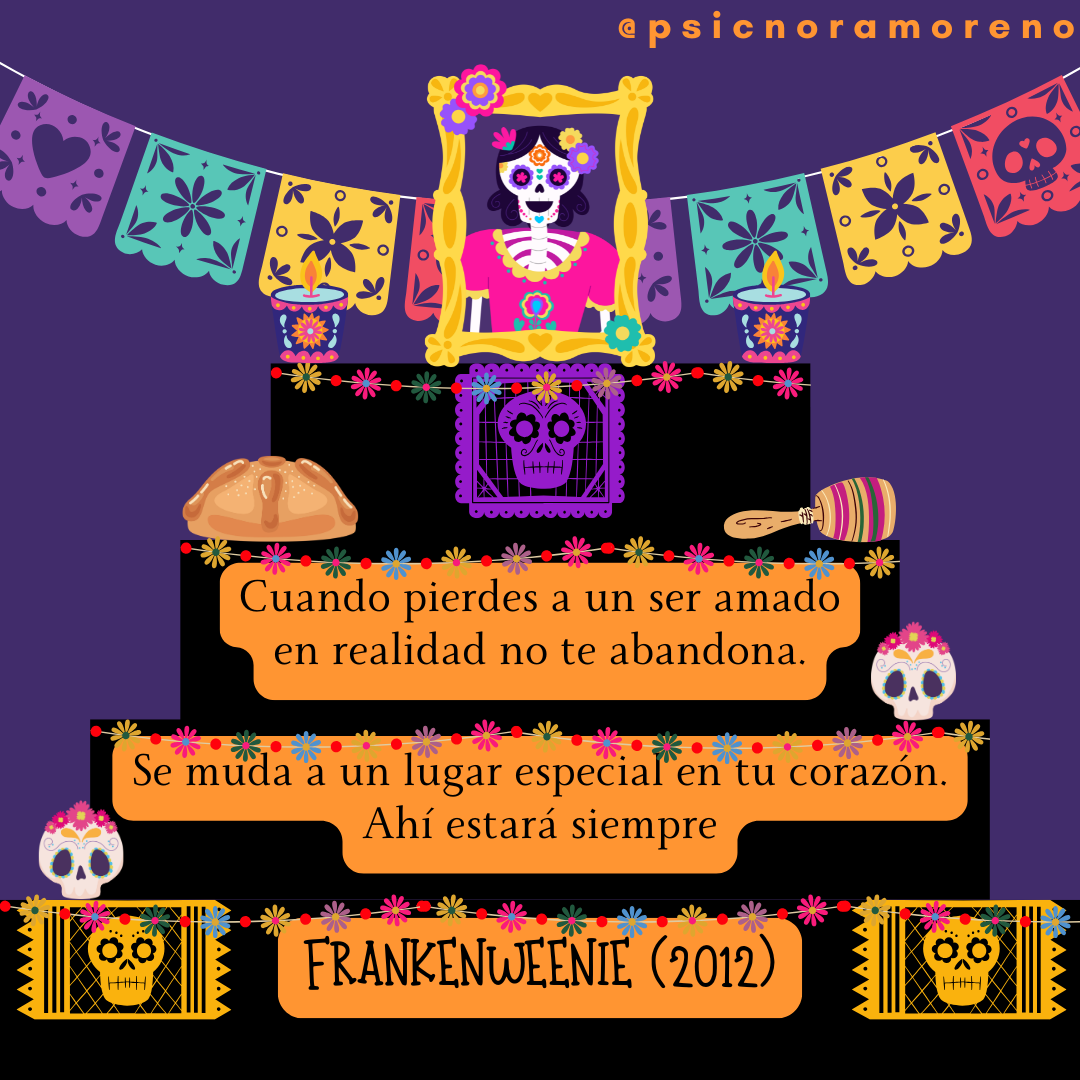 @psicnoramoreno
Cuando pierdes a un ser amado
en realidad no te abandona.
Se muda a un lugar especial en tu corazón.
Ahí estará siempre
FRANKENWEENIE (2012)